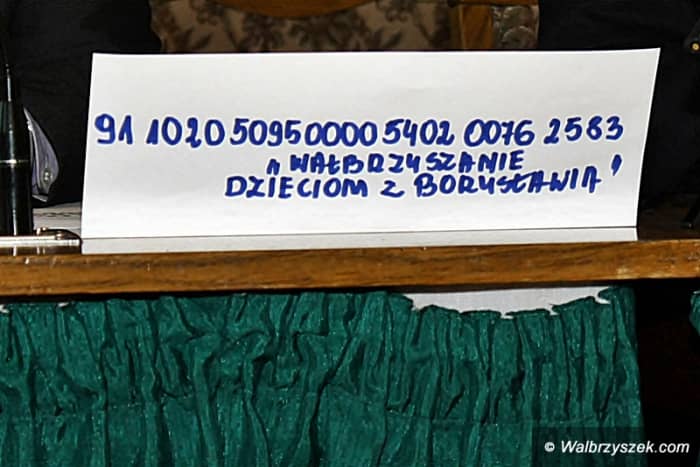 91 1020 5095 0000 5402 0076 2583
„WAŁBRZYSZANIE
DZIECIOM Z BORYSŁAWIA"
© Walbrzyszek.com